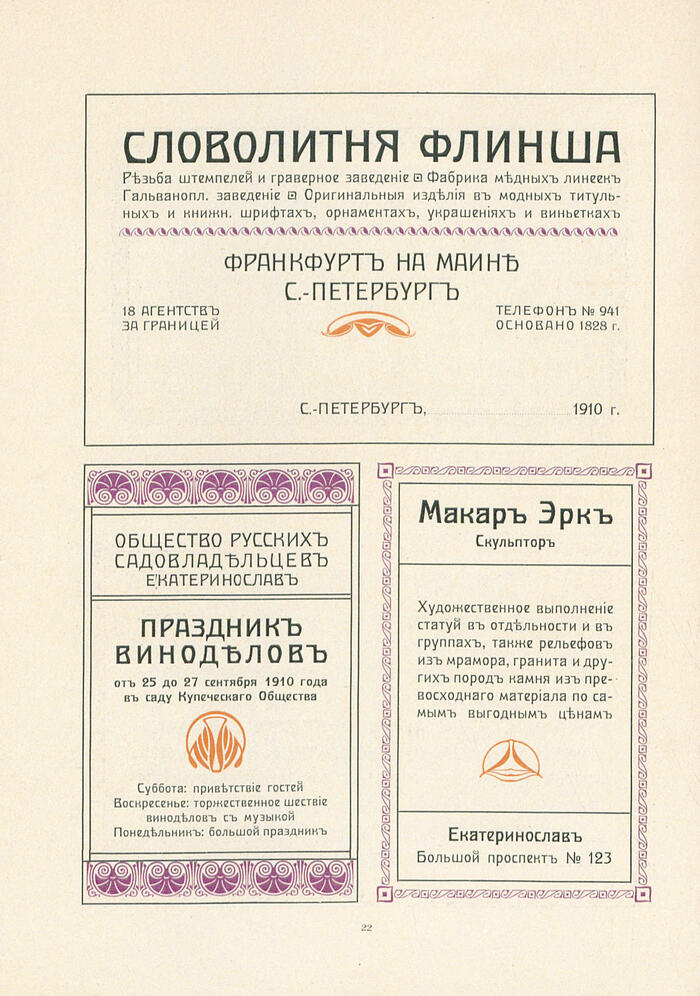 СЛОВОЛИТНЯ ФЛИНША
Рѣзьба штемпелей и граверное заведеніе ⊡ Фабрика мѣдныхъ линеекъ
Гальванопл. заведеніе ⊡ Оригинальныя издѣлія въ модныхъ титуль-
ныхъ и книжн. шрифтахъ, орнаментахъ, украшеніяхъ и виньеткахъ
ФРАНКФУРТЪ НА МАИНѢ
С.-ПЕТЕРБУРГЪ
18 АГЕНТСТВЪ
ЗА ГРАНИЦЕЙ
ТЕЛЕФОНЪ № 941
ОСНОВАНО 1828 г.
С.-ПЕТЕРБУРГЪ, 1910 г.
ОБЩЕСТВО РУССКИХЪ
САДОВЛАДѢЛЬЦЕВЪ
ЕКАТЕРИНОСЛАВЪ
ПРАЗДНИКЪ
ВИНОДѢЛОВЪ
отъ 25 до 27 сентября 1910 года
въ саду Купеческаго Общества
Суббота: привѣтствіе гостей
Воскресенье: торжественное шествіе
винодѣловъ съ музыкой
Понедѣльникъ: большой праздникъ
Макаръ Эркъ
Скульпторъ
Художественное выполненіе
статуй въ отдѣльности и въ
группахъ, также рельефовъ
изъ мрамора, гранита и дру-
гихъ породъ камня изъ пре-
восходнаго матеріала по са-
мымъ выгоднымъ цѣнамъ
Екатеринославъ
Большой проспектъ № 123
22